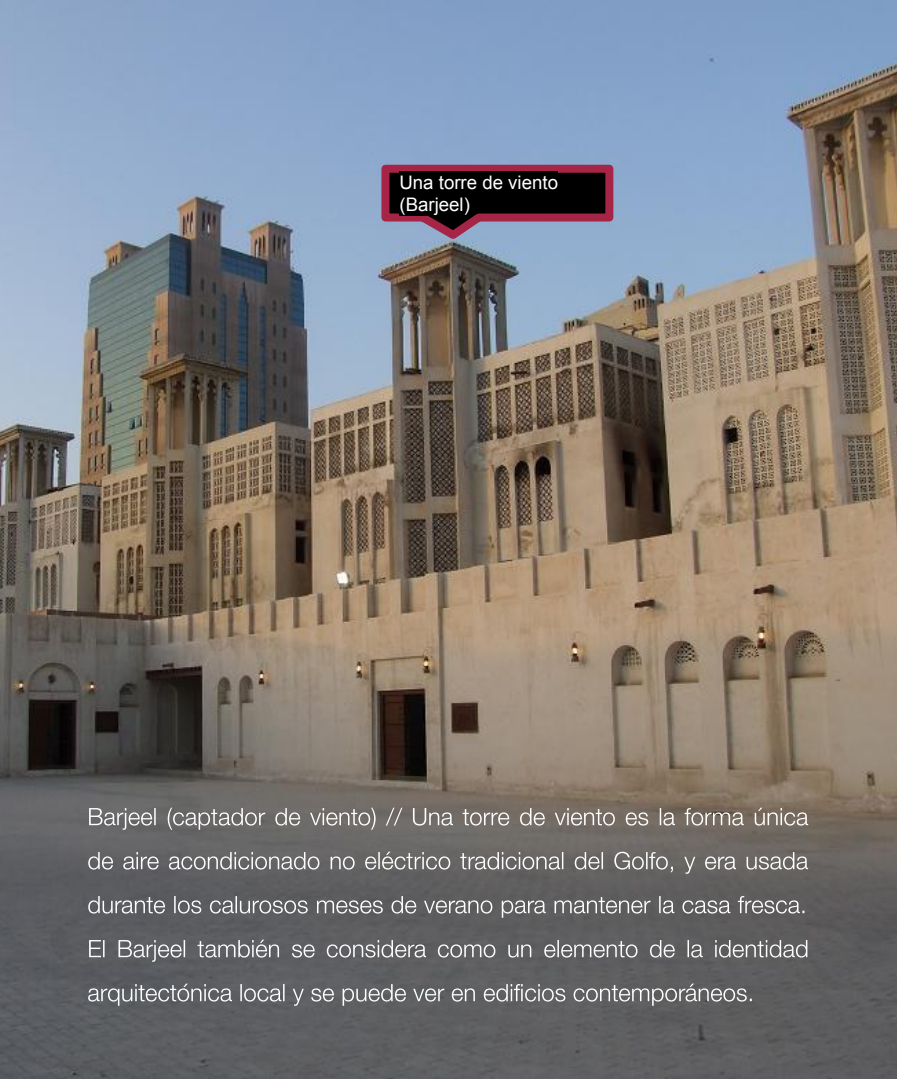 Una torre de viento
(Barjeel)
Barjeel (captador de viento) // Una torre de viento es la forma única
de aire acondicionado no eléctrico tradicional del Golfo, y era usada
durante los calurosos meses de verano para mantener la casa fresca.
El Barjeel también se considera como un elemento de la identidad
arquitectónica local y se puede ver en edificios contemporáneos.